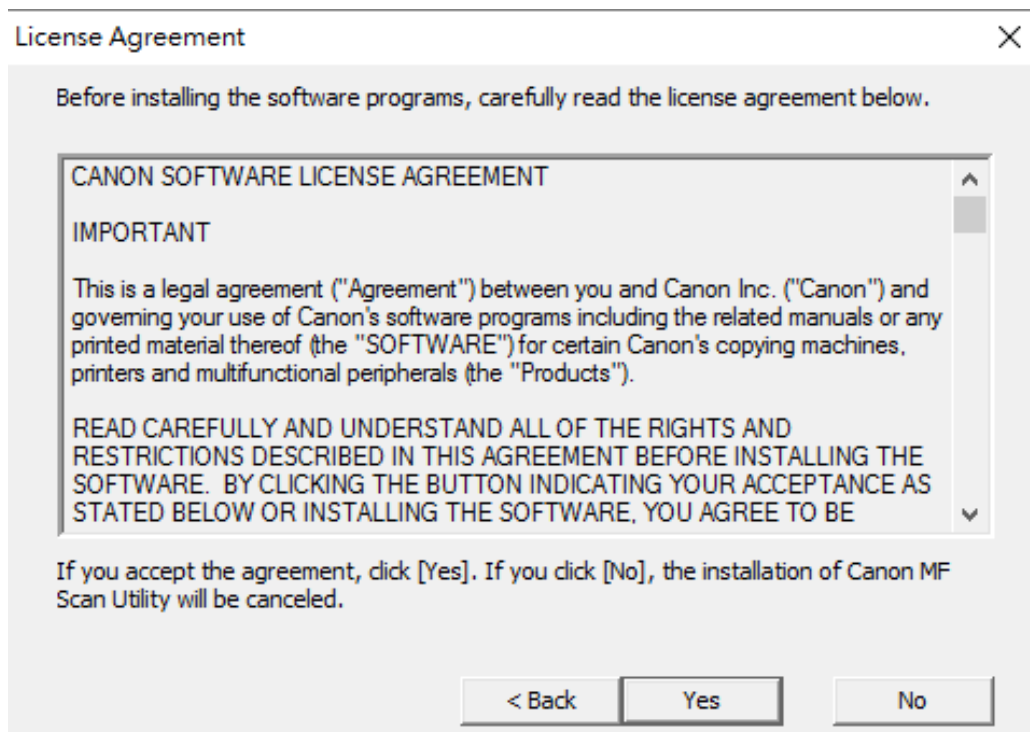 License Agreement
Before installing the software programs, carefully read the license agreement below.
CANON SOFTWARE LICENSE AGREEMENT
IMPORTANT
This is a legal agreement ("Agreement") between you and Canon Inc. ("Canon") and
governing your use of Canon's software programs including the related manuals or any
printed material thereof (the "SOFTWARE") for certain Canon's copying machines,
printers and multifunctional peripherals (the "Products").
READ CAREFULLY AND UNDERSTAND ALL OF THE RIGHTS AND
RESTRICTIONS DESCRIBED IN THIS AGREEMENT BEFORE INSTALLING THE
SOFTWARE.  BY CLICKING THE BUTTON INDICATING YOUR ACCEPTANCE AS
STATED BELOW OR INSTALLING THE SOFTWARE, YOU AGREE TO BE
If you accept the agreement, click [Yes]. If you click [No], the installation of Canon MF
Scan Utility will be canceled.
< Back
Yes
No